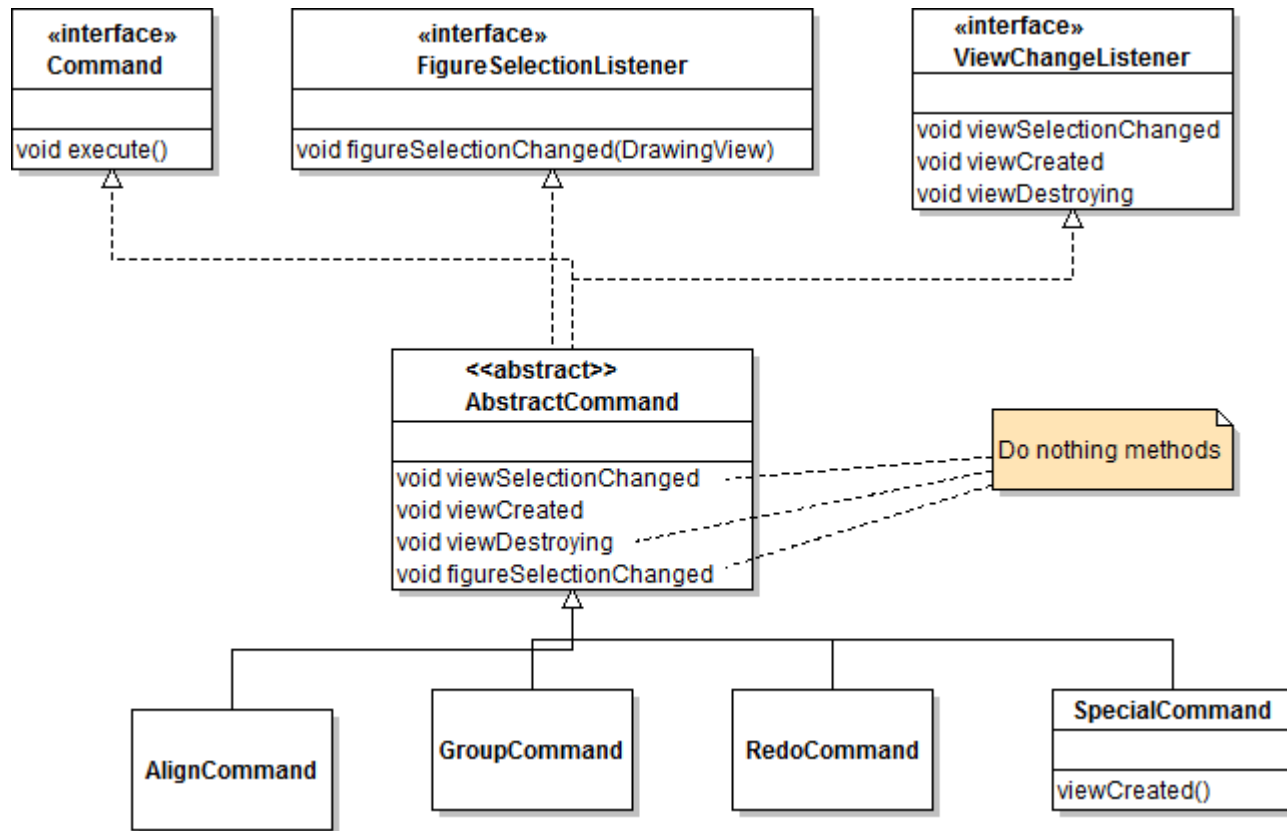 «interface»
Command
void execute()
«interface»
FigureSelectionListener
void figureSelectionChanged(DrawingView)
«interface»
ViewChangeListener
void viewSelectionChanged
void viewCreated
void viewDestroying
<<abstract>>
AbstractCommand
void viewSelectionChanged
void viewCreated
void viewDestroying
void figureSelectionChanged
Do nothing methods
AlignCommand
GroupCommand
RedoCommand
SpecialCommand
viewCreated()